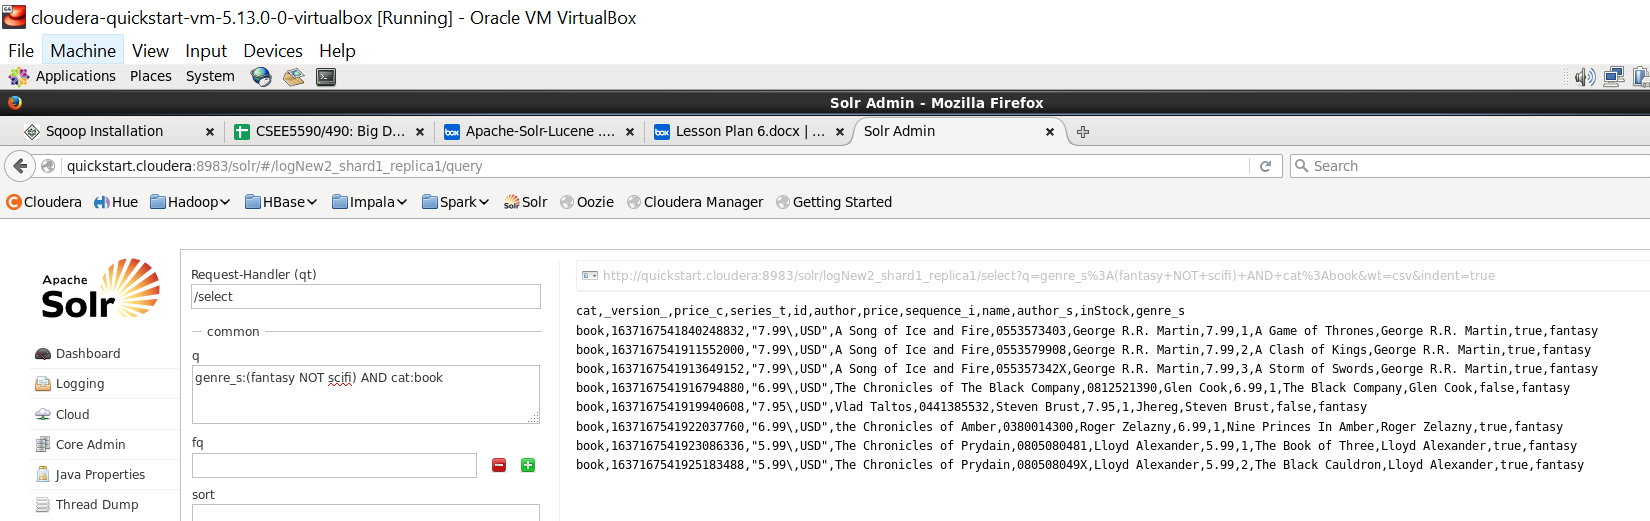 cloudera-quickstart-vm-5.13.0-0-virtualbox [Running] - Oracle VM VirtualBox
File Machine View Input Devices Help
Applications Places System
Solr Admin - Mozilla Firefox
Sqoop Installation × CSEE5590/490: Big D... × Apache-Solr-Lucene .... × Lesson Plan 6.docx | ... × Solr Admin ×
quickstart.cloudera:8983/solr/#/logNew2_shard1_replica1/query Search
Cloudera Hue Hadoop HBase Impala Spark Solr Oozie Cloudera Manager Getting Started
Apache
Solr
Dashboard
Logging
Cloud
Core Admin
Java Properties
Thread Dump
Request-Handler (qt)
/select
common
q
genre_s:(fantasy NOT scifi) AND cat:book
fq
sort
http://quickstart.cloudera:8983/solr/logNew2_shard1_replica1/select?q=genre_s%3A(fantasy+NOT+scifi)+AND+cat%3Abook&wt=csv&indent=true
cat,_version_,price_c,series_t,id,author,price,sequence_i,name,author_s,inStock,genre_s
book,1637167541840248832,"7.99\,USD",A Song of Ice and Fire,0553573403,George R.R. Martin,7.99,1,A Game of Thrones,George R.R. Martin,true,fantasy
book,1637167541911552000,"7.99\,USD",A Song of Ice and Fire,0553579908,George R.R. Martin,7.99,2,A Clash of Kings,George R.R. Martin,true,fantasy
book,1637167541913649152,"7.99\,USD",A Song of Ice and Fire,055357342X,George R.R. Martin,7.99,3,A Storm of Swords,George R.R. Martin,true,fantasy
book,1637167541916794880,"6.99\,USD",The Chronicles of The Black Company,0812521390,Glen Cook,6.99,1,The Black Company,Glen Cook,false,fantasy
book,1637167541919940608,"7.95\,USD",Vlad Taltos,0441385532,Steven Brust,7.95,1,Jhereg,Steven Brust,false,fantasy
book,1637167541922037760,"6.99\,USD",the Chronicles of Amber,0380014300,Roger Zelazny,6.99,1,Nine Princes In Amber,Roger Zelazny,true,fantasy
book,1637167541923086336,"5.99\,USD",The Chronicles of Prydain,0805080481,Lloyd Alexander,5.99,1,The Book of Three,Lloyd Alexander,true,fantasy
book,1637167541925183488,"5.99\,USD",The Chronicles of Prydain,080508049X,Lloyd Alexander,5.99,2,The Black Cauldron,Lloyd Alexander,true,fantasy